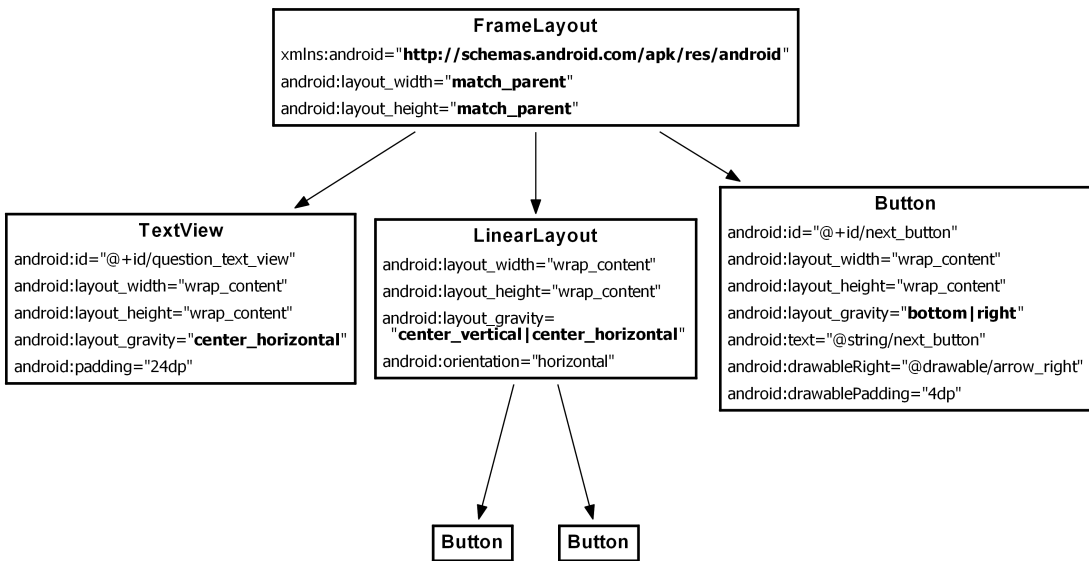 FrameLayout
xmlns:android="http://schemas.android.com/apk/res/android"
android:layout_width="match_parent"
android:layout_height="match_parent"
TextView
android:id="@+id/question_text_view"
android:layout_width="wrap_content"
android:layout_height="wrap_content"
android:layout_gravity="center_horizontal"
android:padding="24dp"
LinearLayout
android:layout_width="wrap_content"
android:layout_height="wrap_content"
android:layout_gravity=
"center_vertical|center_horizontal"
android:orientation="horizontal"
Button
android:id="@+id/next_button"
android:layout_width="wrap_content"
android:layout_height="wrap_content"
android:layout_gravity="bottom|right"
android:text="@string/next_button"
android:drawableRight="@drawable/arrow_right"
android:drawablePadding="4dp"
Button
Button